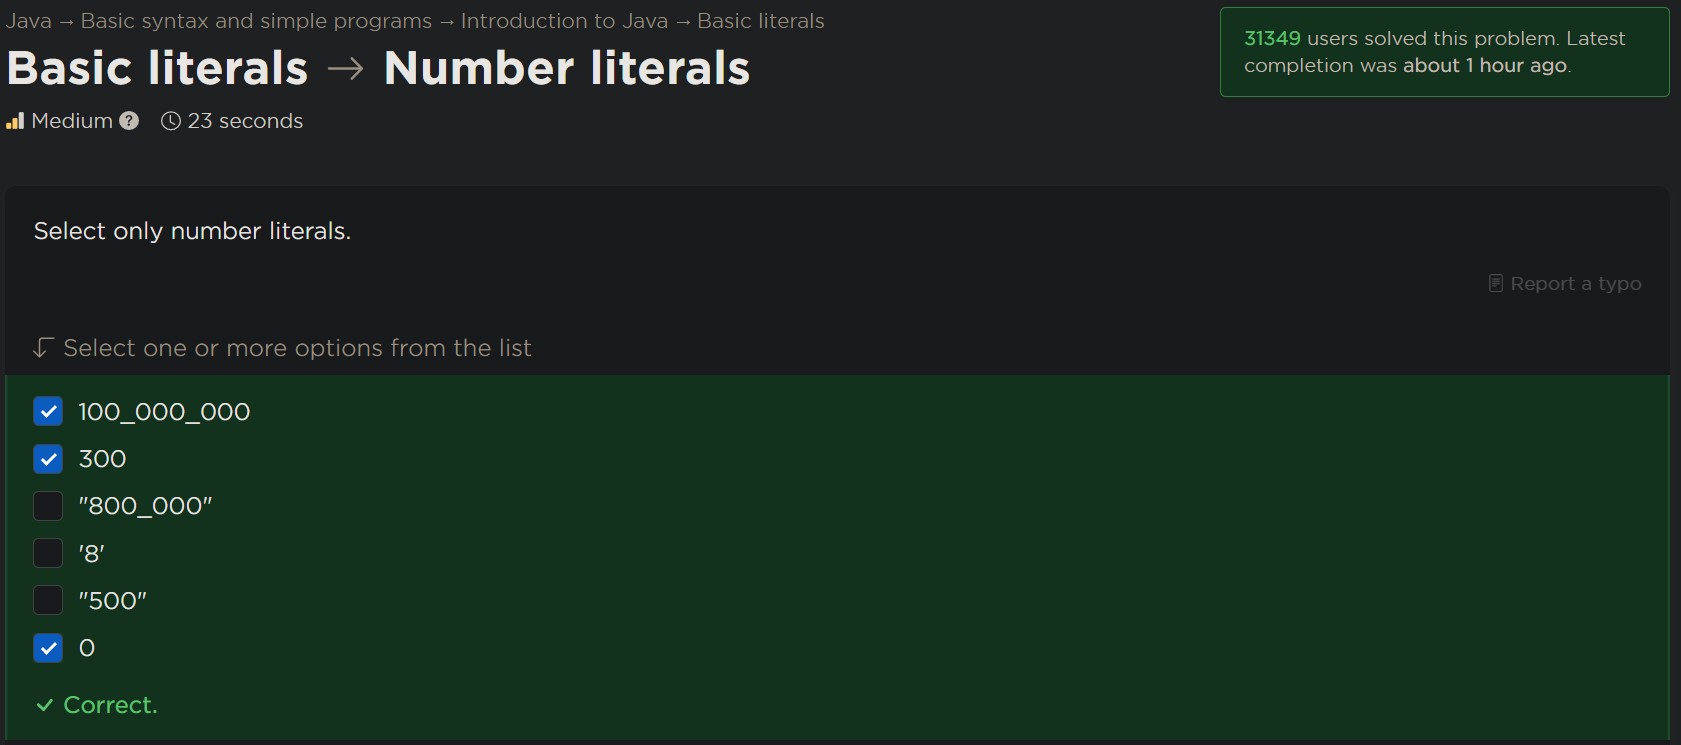 Java → Basic syntax and simple programs → Introduction to Java → Basic literals
Basic literals → Number literals
Medium ? 23 seconds
31349 users solved this problem. Latest
completion was about 1 hour ago.
Select only number literals.
Report a typo
Select one or more options from the list
100_000_000
300
"800_000"
'8'
"500"
0
Correct.